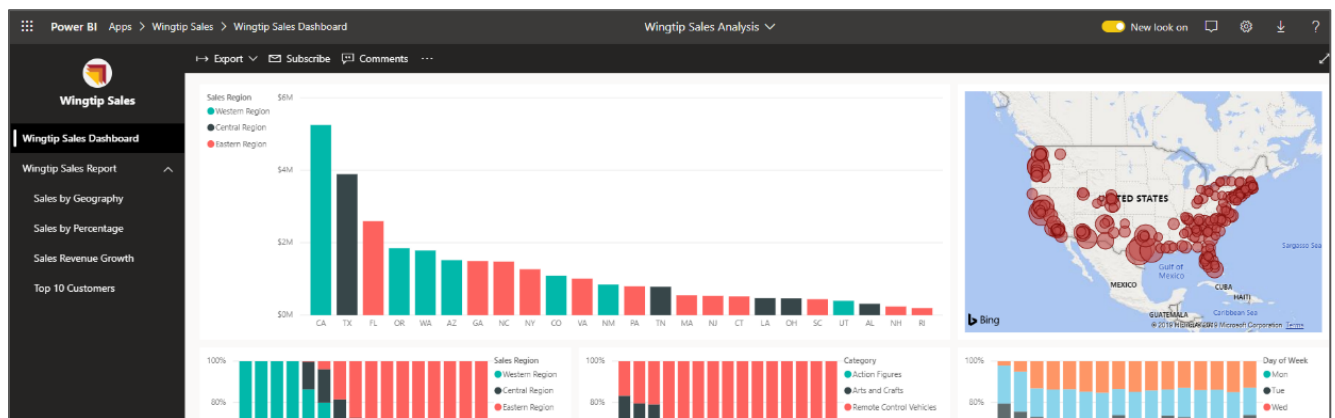 Power BI Apps > Wingtip Sales > Wingtip Sales Dashboard
Wingtip Sales Analysis
New look on
?
Export
Subscribe
Comments
...
Wingtip Sales
Wingtip Sales Dashboard
Wingtip Sales Report
Sales by Geography
Sales by Percentage
Sales Revenue Growth
Top 10 Customers
Sales Region
Western Region
Central Region
Eastern Region
$6M
$4M
$2M
$0M
CA TX FL OR WA AZ GA NC NY CO VA NM PA TN MA NJ CT LA OH SC UT AL NH RI
UNITED STATES
Sargasso Sea
Gulf of
Mexico
MEXICO
CUBA
HAITI
GUATEMALA
Caribbean Sea
Bing
Microsoft Corporation Terms
100%
80%
Sales Region
Western Region
Central Region
Eastern Region
100%
80%
Category
Action Figures
Arts and Crafts
Remote Control Vehicles
100%
80%
Day of Week
Mon
Tue
Wed